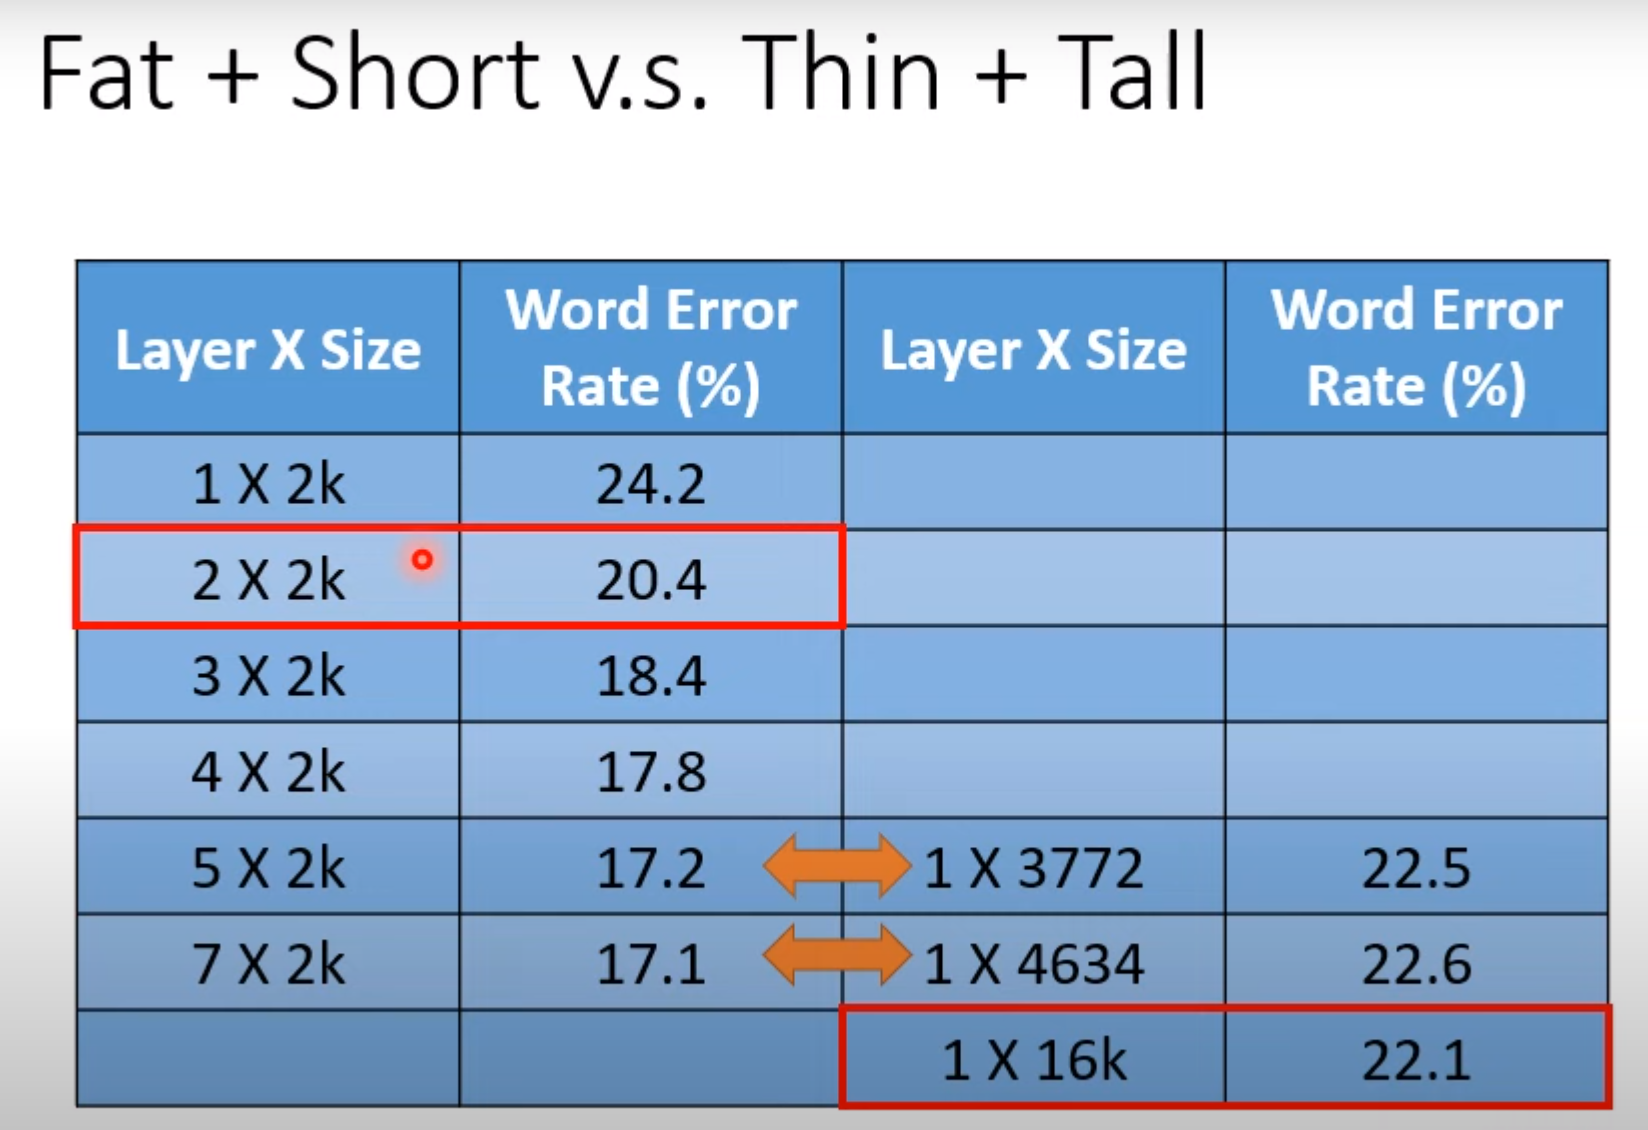 Fat + Short v.s. Thin + Tall
Layer X Size
Word Error
Rate (%)
Layer X Size
Word Error
Rate (%)
1 X 2k
24.2
2 X 2k
20.4
3 X 2k
18.4
4 X 2k
17.8
5 X 2k
17.2
1 X 3772
22.5
7 X 2k
17.1
1 X 4634
22.6
1 X 16k
22.1